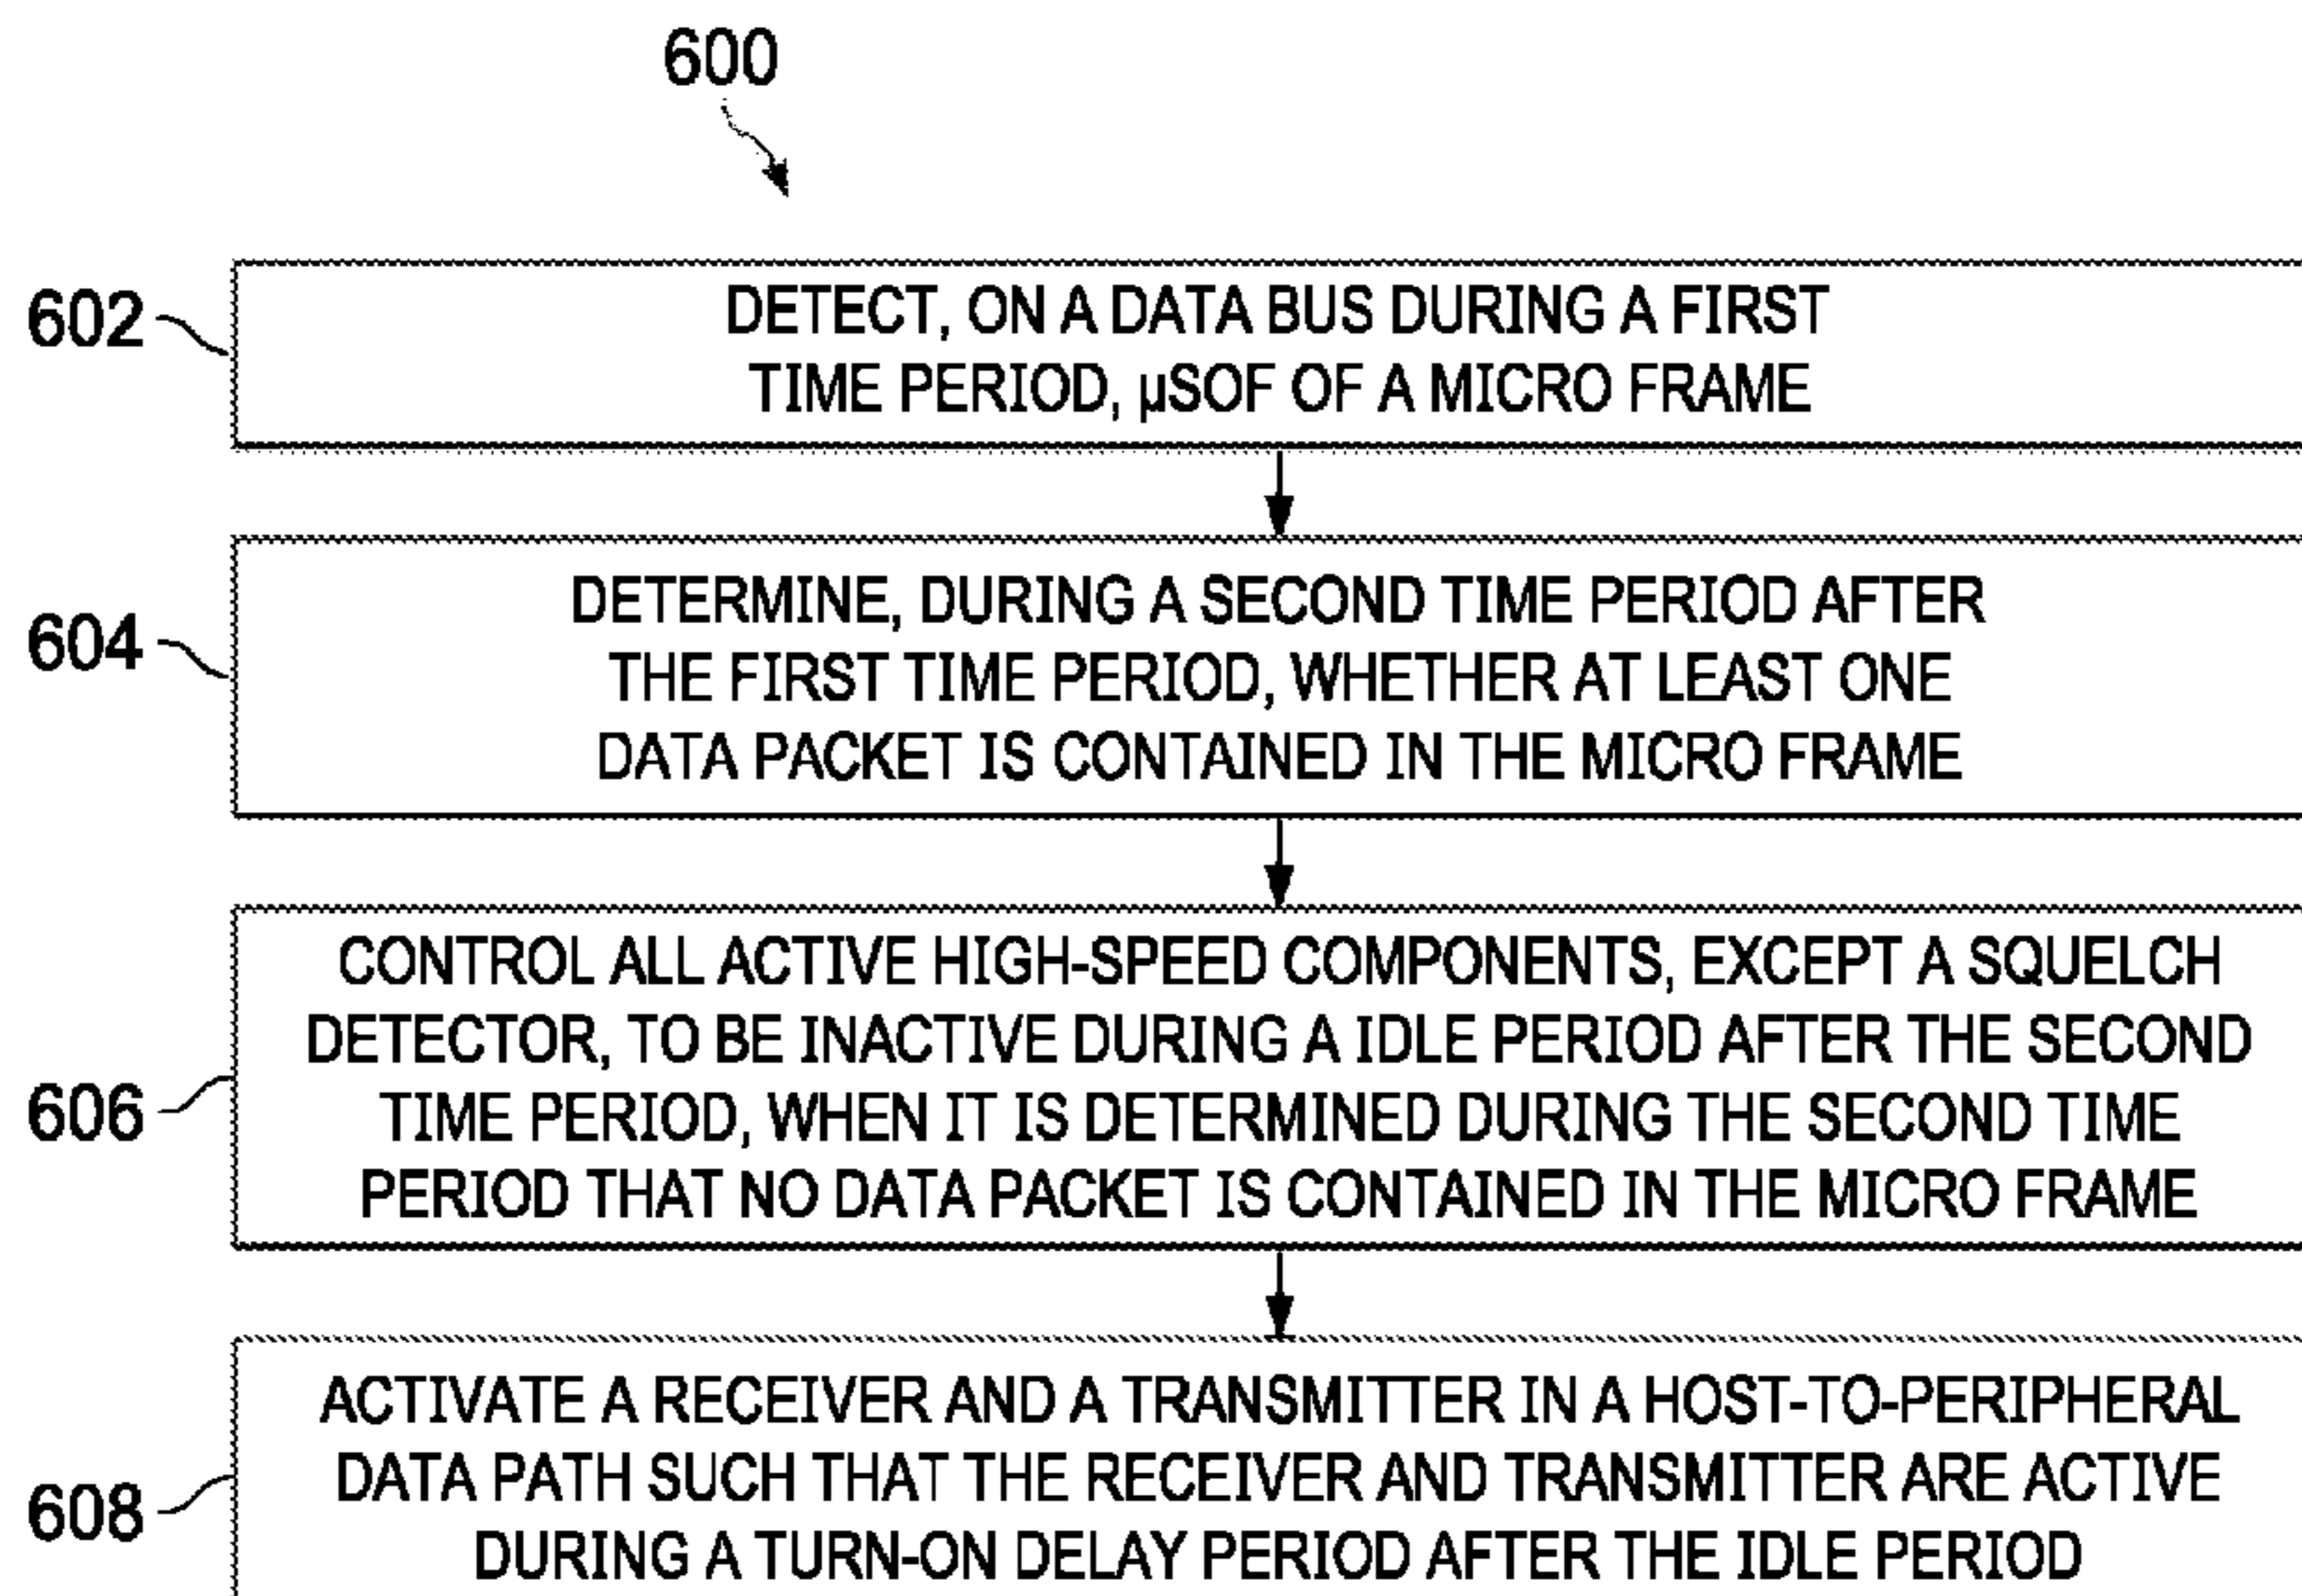 600
602
DETECT, ON A DATA BUS DURING A FIRST
TIME PERIOD, µSOF OF A MICRO FRAME
604
DETERMINE, DURING A SECOND TIME PERIOD AFTER
THE FIRST TIME PERIOD, WHETHER AT LEAST ONE
DATA PACKET IS CONTAINED IN THE MICRO FRAME
606
CONTROL ALL ACTIVE HIGH-SPEED COMPONENTS, EXCEPT A SQUELCH
DETECTOR, TO BE INACTIVE DURING A IDLE PERIOD AFTER THE SECOND
TIME PERIOD, WHEN IT IS DETERMINED DURING THE SECOND TIME
PERIOD THAT NO DATA PACKET IS CONTAINED IN THE MICRO FRAME
608
ACTIVATE A RECEIVER AND A TRANSMITTER IN A HOST-TO-PERIPHERAL
DATA PATH SUCH THAT THE RECEIVER AND TRANSMITTER ARE ACTIVE
DURING A TURN-ON DELAY PERIOD AFTER THE IDLE PERIOD